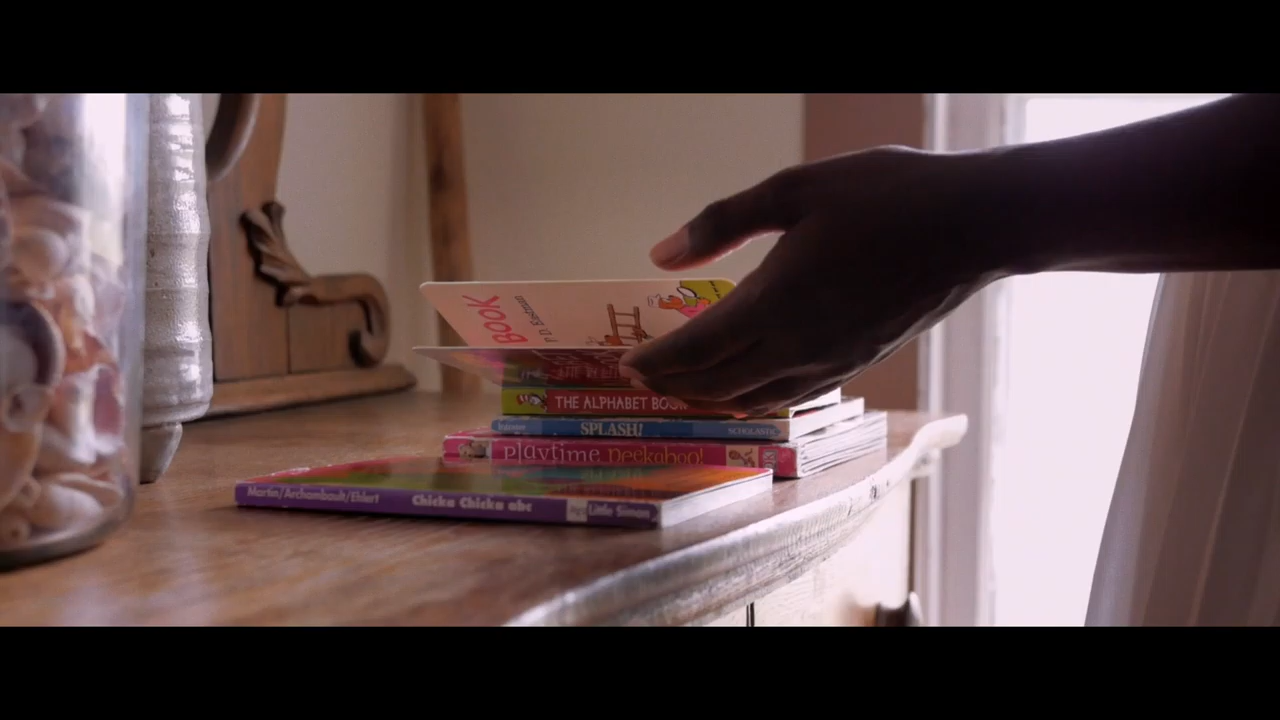 BOOK
P. D. Eastman
THE ALPHABET BOOK
SPLASH!
SCHOLASTIC
playtime peekaboo!
Martin/Archambault/Ehlert
Chicka Chicka abc
Little Simon